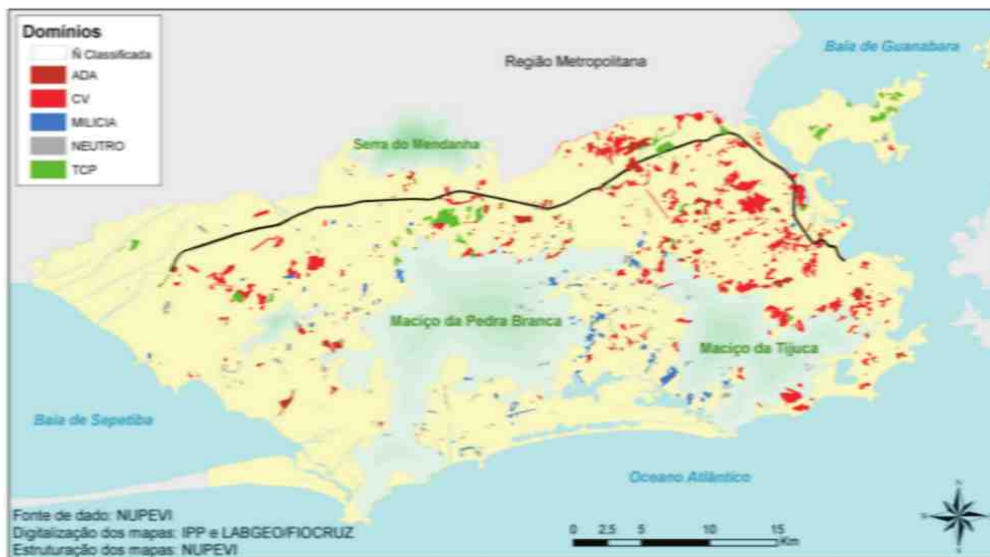 Domínios
Ñ Classificada
ADA
CV
MILICIA
NEUTRO
TCP
Região Metropolitana
Baía de Guanabara
Serra do Mendanha
Maciço da Pedra Branca
Maciço da Tijuca
Baía de Sepetiba
Oceano Atlântico
Fonte de dado: NUPEVI
Digitalização dos mapas: IPP e LABGEO/FIOCRUZ
Estruturação dos mapas: NUPEVI
0 2.5 5 10 15
Km